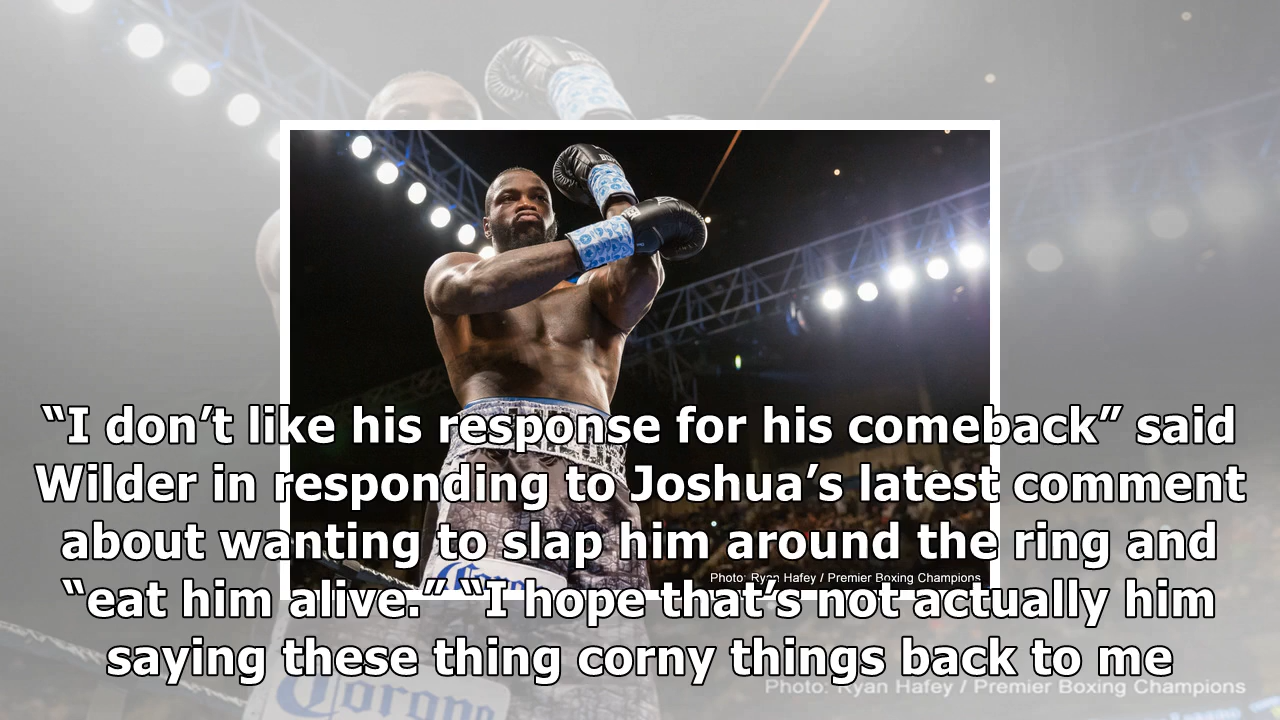 “I don’t like his response for his comeback” said
Wilder in responding to Joshua’s latest comment
about wanting to slap him around the ring and
“eat him alive.” “I hope that’s not actually him
saying these thing corny things back to me
Photo: Ryan Hafey / Premier Boxing Champions
Photo: Ryan Hafey / Premier Boxing Champions
Corona